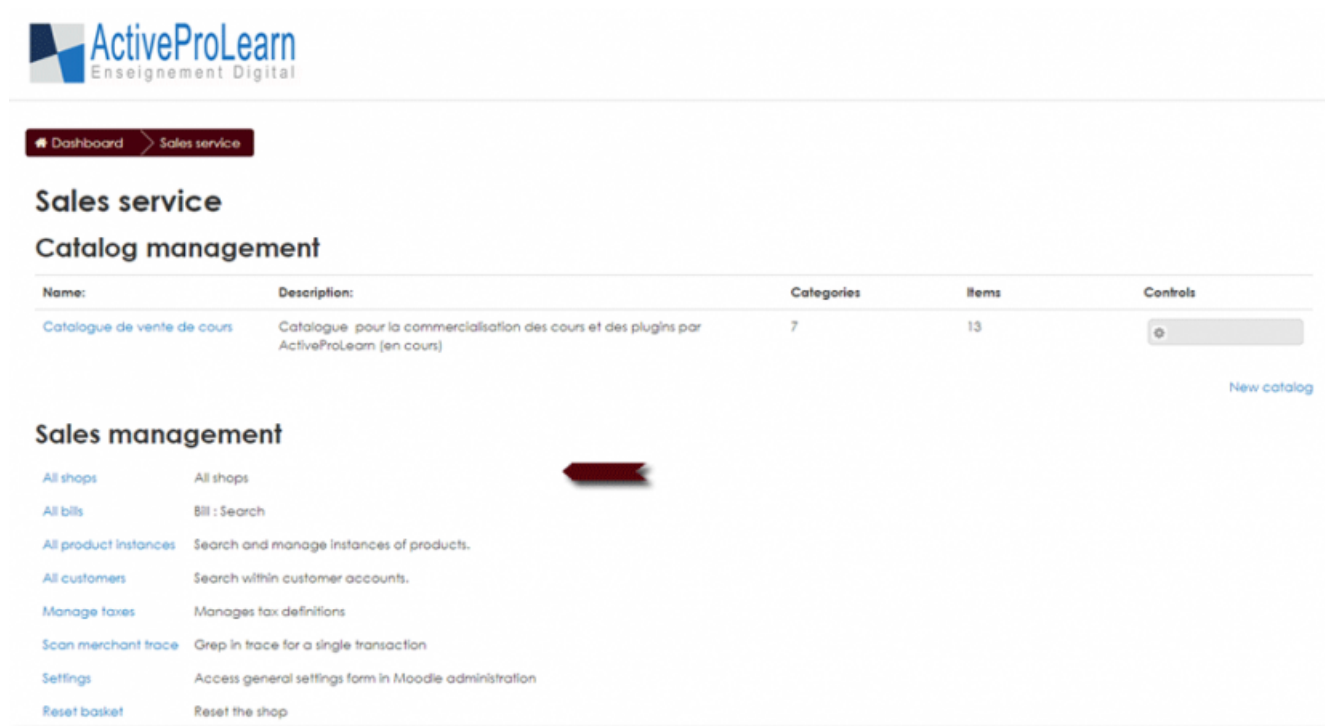 ActiveProLearn
Enseignement Digital
Dashboard Sales service
Sales service
Catalog management
Name: Description: Categories Items Controls
Catalogue de vente de cours Catalogue pour la commercialisation des cours et des plugins par 7 13
ActiveProLearn (en cours)
New catalog
Sales management
All shops All shops
All bills Bill : Search
All product instances Search and manage instances of products.
All customers Search within customer accounts.
Manage taxes Manages tax definitions
Scan merchant trace Grep in trace for a single transaction
Settings Access general settings form in Moodle administration
Reset basket Reset the shop